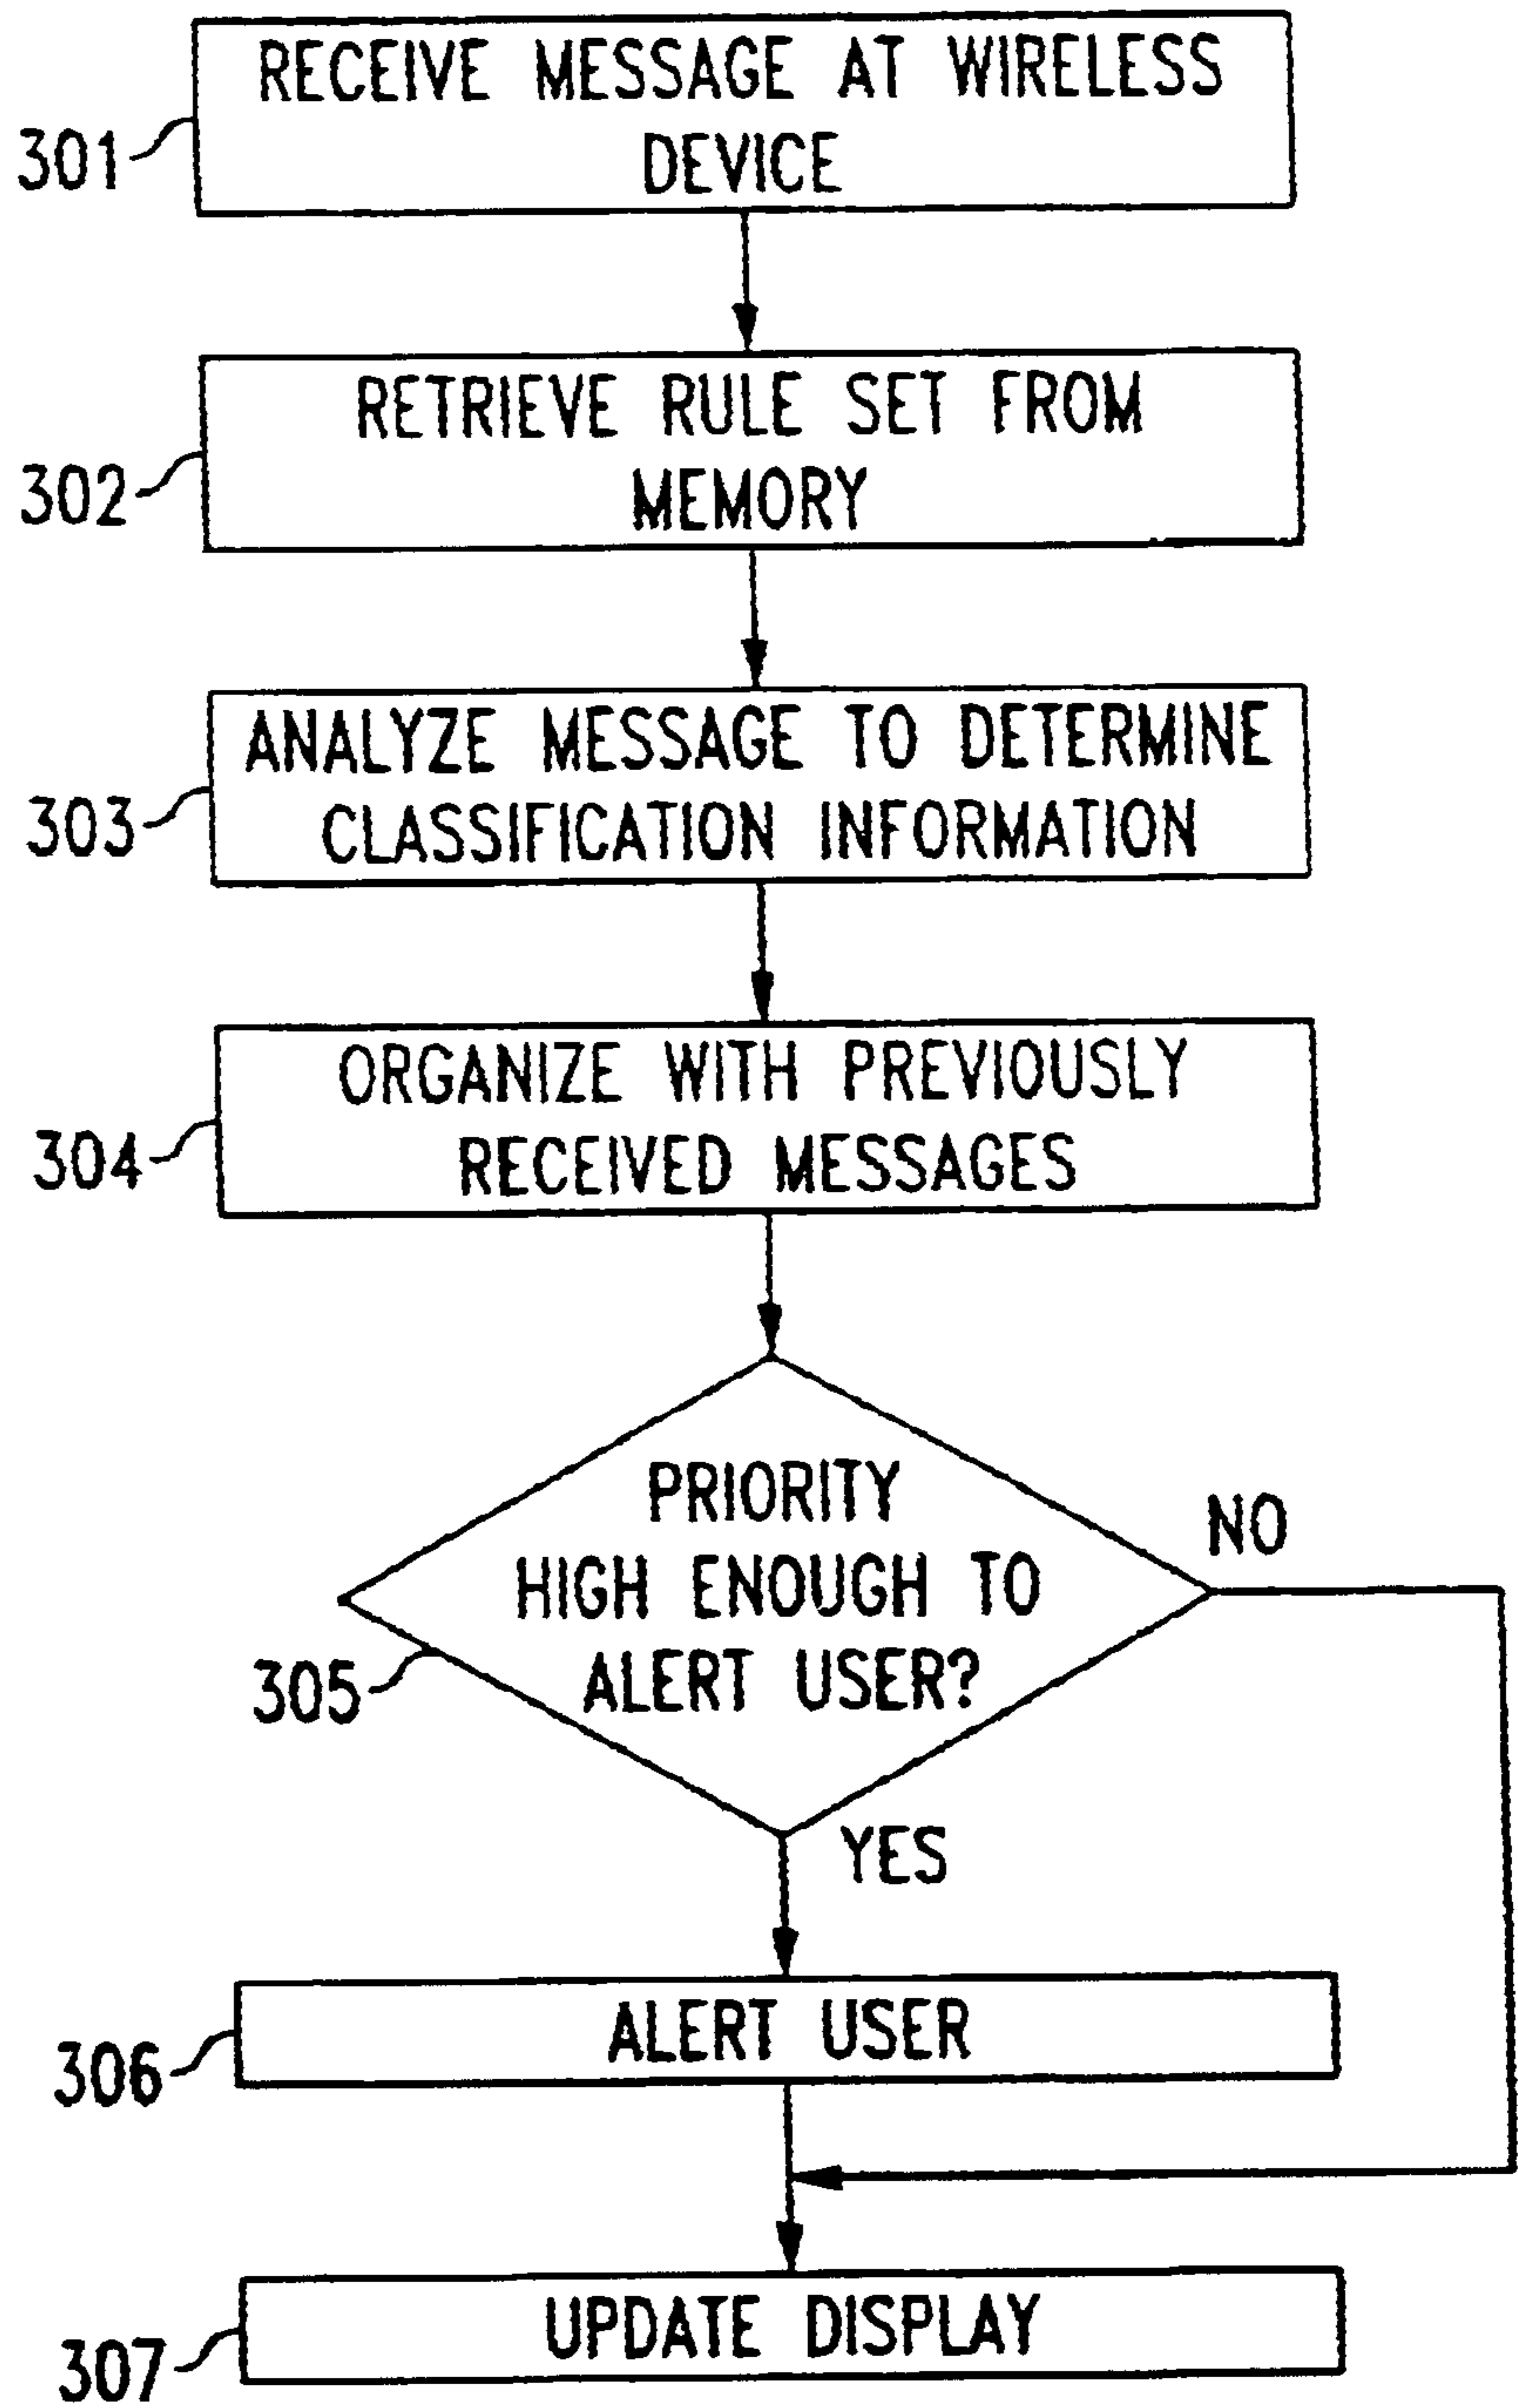 RECEIVE MESSAGE AT WIRELESS
DEVICE
301
RETRIEVE RULE SET FROM
MEMORY
302
ANALYZE MESSAGE TO DETERMINE
CLASSIFICATION INFORMATION
303
ORGANIZE WITH PREVIOUSLY
RECEIVED MESSAGES
304
PRIORITY
HIGH ENOUGH TO
ALERT USER?
305
NO
YES
ALERT USER
306
UPDATE DISPLAY
307